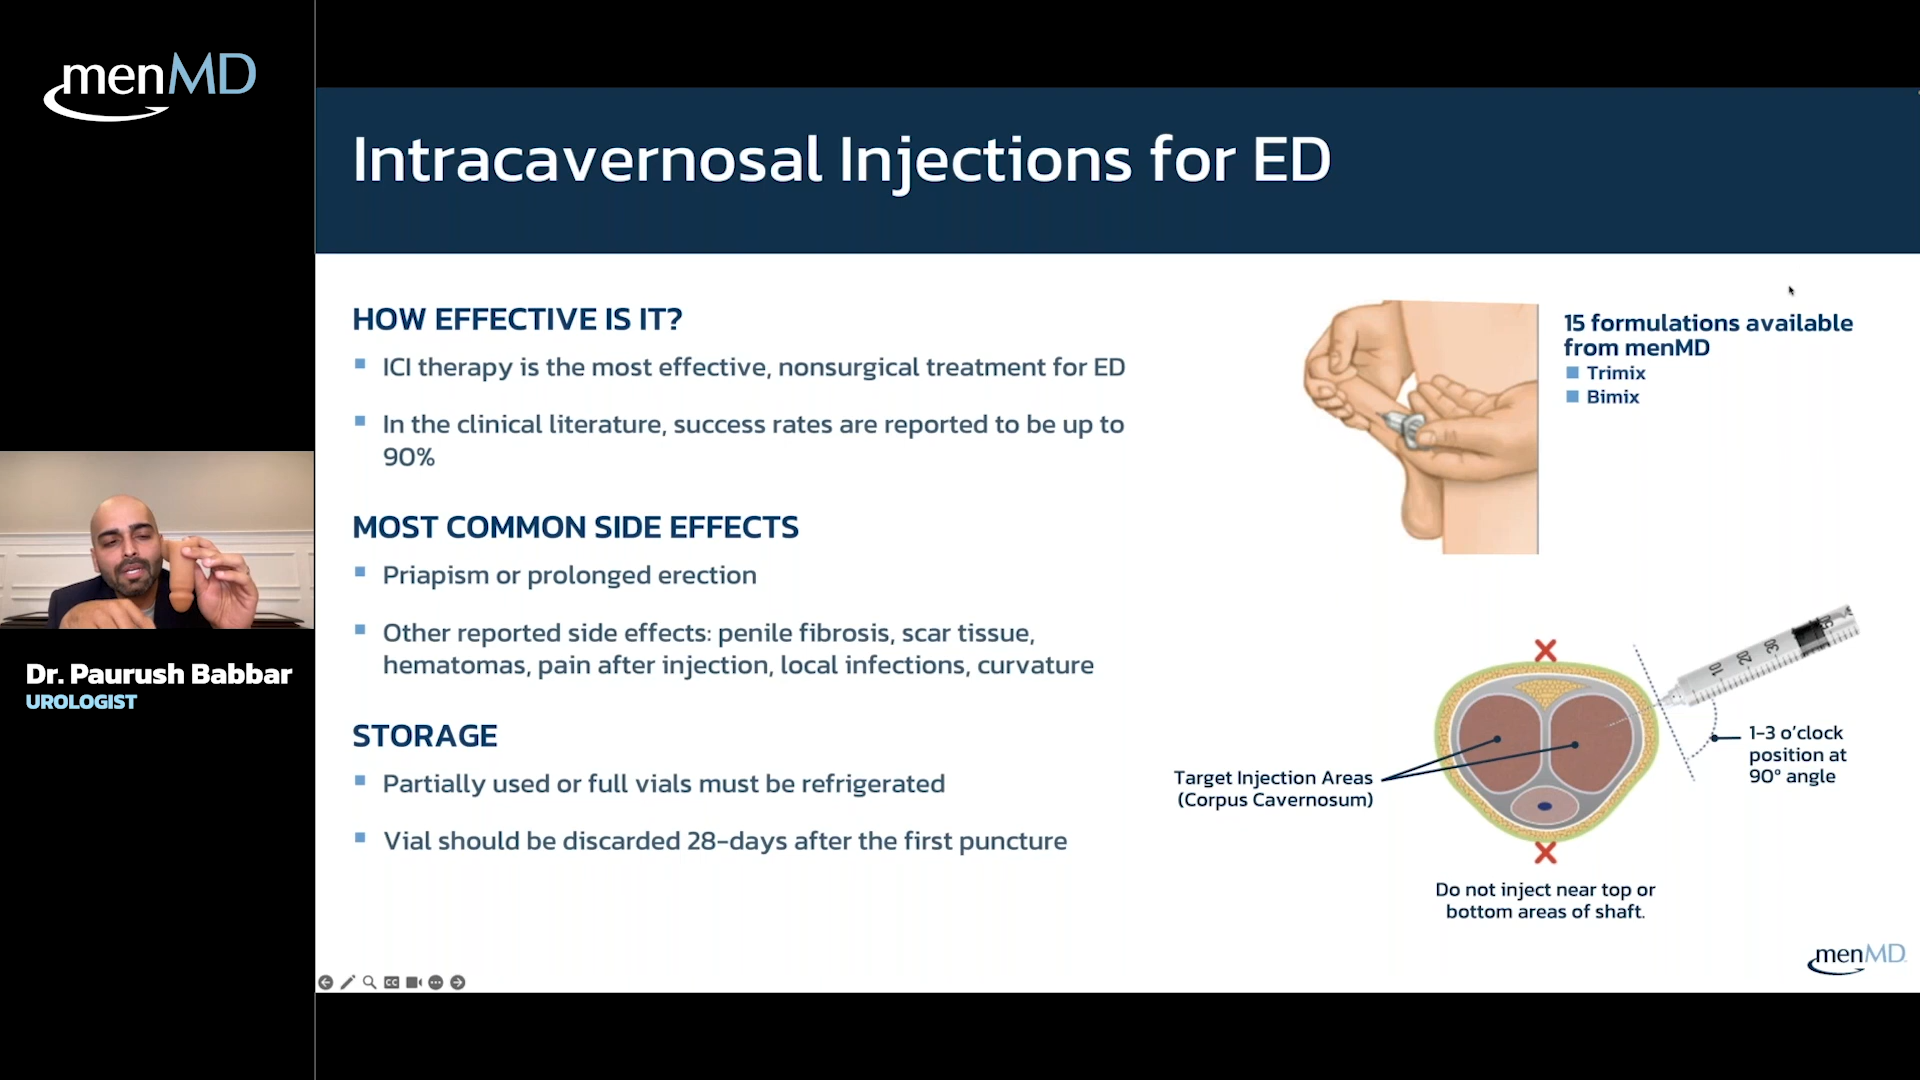 menMD
Intracavernosal Injections for ED
HOW EFFECTIVE IS IT?
ICI therapy is the most effective, nonsurgical treatment for ED
In the clinical literature, success rates are reported to be up to
90%
MOST COMMON SIDE EFFECTS
Priapism or prolonged erection
Other reported side effects: penile fibrosis, scar tissue,
hematomas, pain after injection, local infections, curvature
STORAGE
Partially used or full vials must be refrigerated
Vial should be discarded 28-days after the first puncture
15 formulations available
from menMD
Trimix
Bimix
10 20 30 50
1-3 o'clock
position at
90° angle
Target Injection Areas
(Corpus Cavernosum)
Do not inject near top or
bottom areas of shaft.
menMD
CC
Dr. Paurush Babbar
UROLOGIST